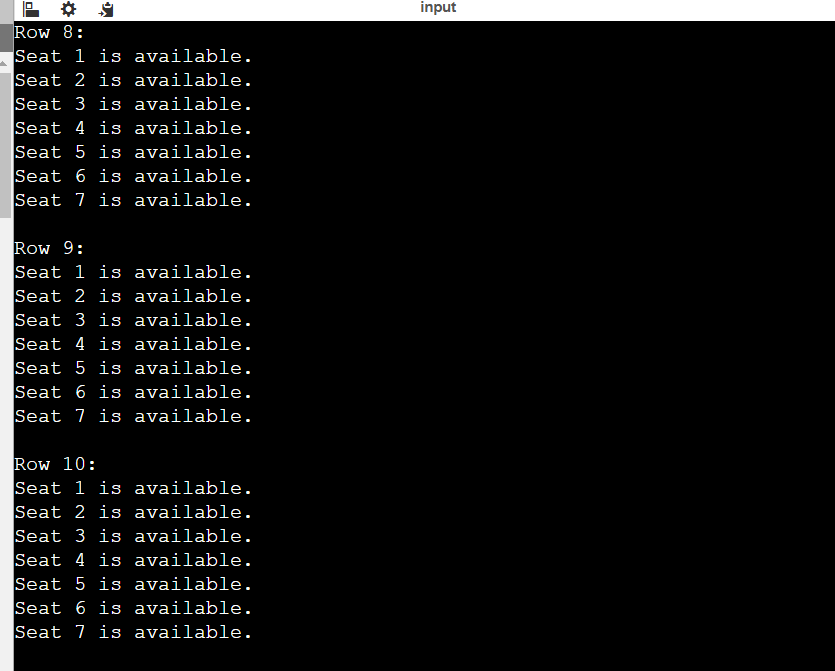 input
Row 8:
Seat 1 is available.
Seat 2 is available.
Seat 3 is available.
Seat 4 is available.
Seat 5 is available.
Seat 6 is available.
Seat 7 is available.
Row 9:
Seat 1 is available.
Seat 2 is available.
Seat 3 is available.
Seat 4 is available.
Seat 5 is available.
Seat 6 is available.
Seat 7 is available.
Row 10:
Seat 1 is available.
Seat 2 is available.
Seat 3 is available.
Seat 4 is available.
Seat 5 is available.
Seat 6 is available.
Seat 7 is available.